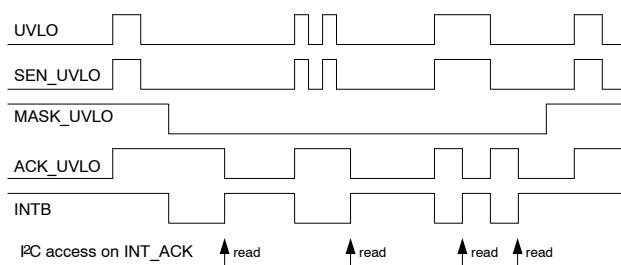 UVLO
SEN_UVLO
MASK_UVLO
ACK_UVLO
INTB
I²C access on INT_ACK read read read read